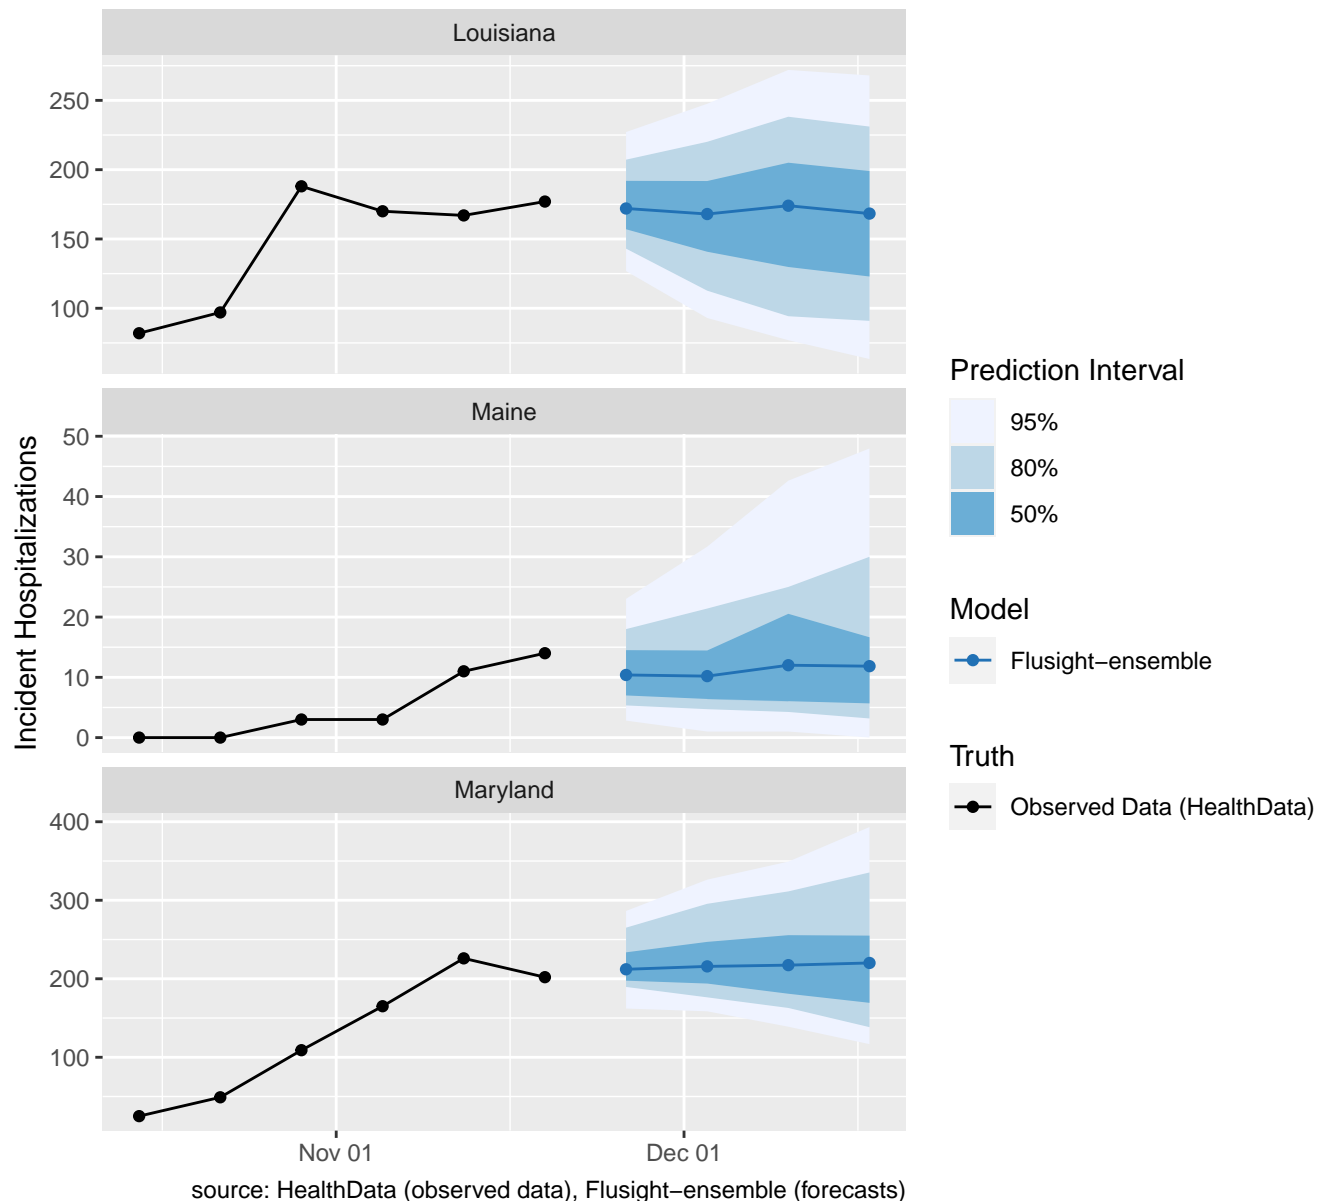 Louisiana
250
200
150
100
Maine
50
40
30
20
10
0
Maryland
400
300
200
100
Incident Hospitalizations
Nov 01
Dec 01
source: HealthData (observed data), Flusight−ensemble (forecasts)
Prediction Interval
95%
80%
50%
Model
Flusight−ensemble
Truth
Observed Data (HealthData)